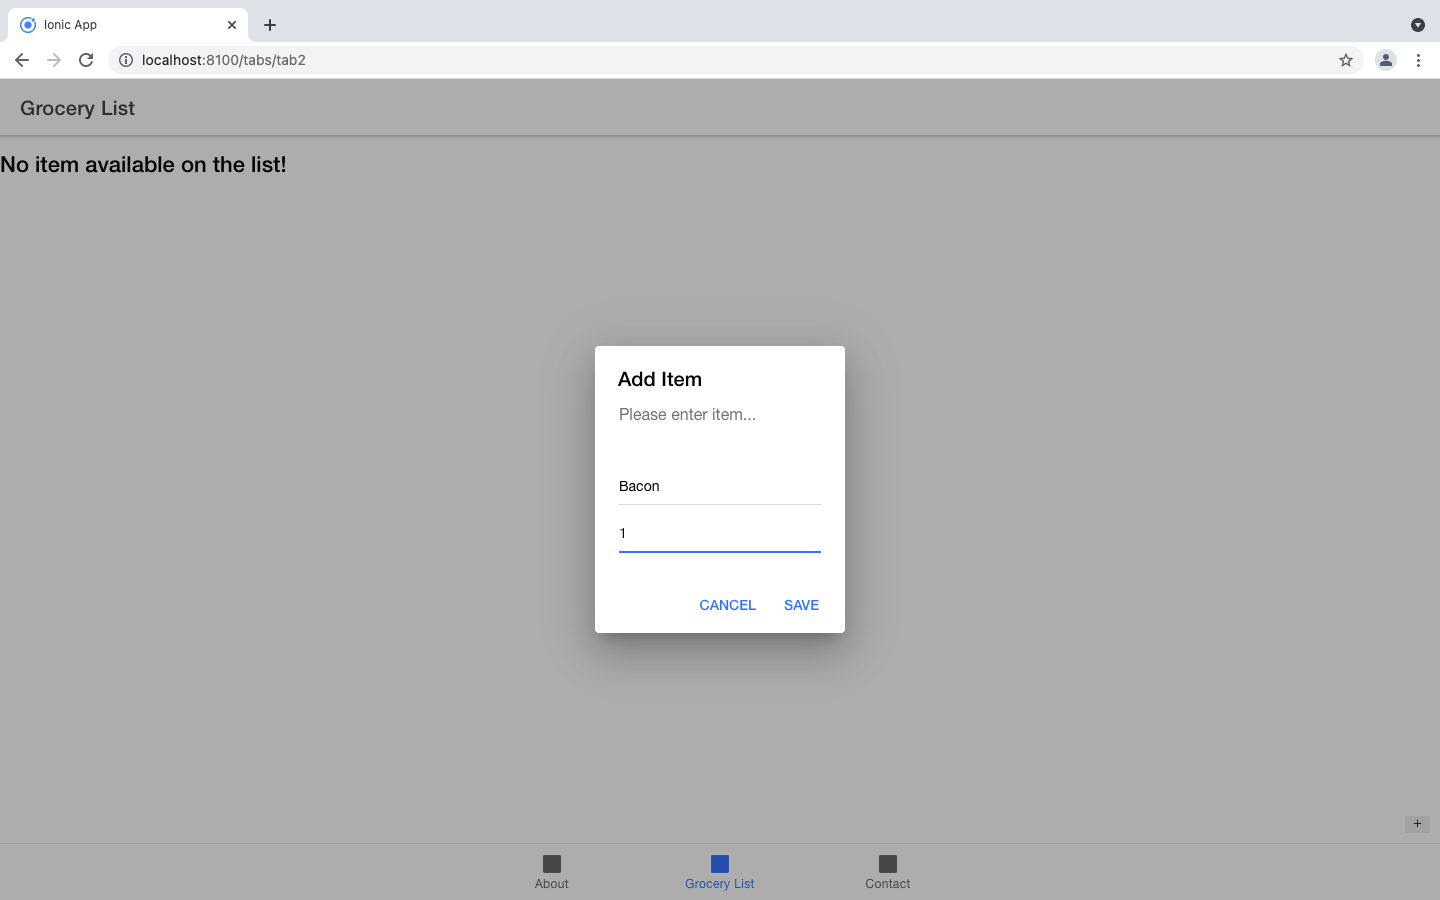 Ionic App
localhost:8100/tabs/tab2
Grocery List
No item available on the list!
Add Item
Please enter item...
Bacon
1
CANCEL SAVE
+
About Grocery List Contact